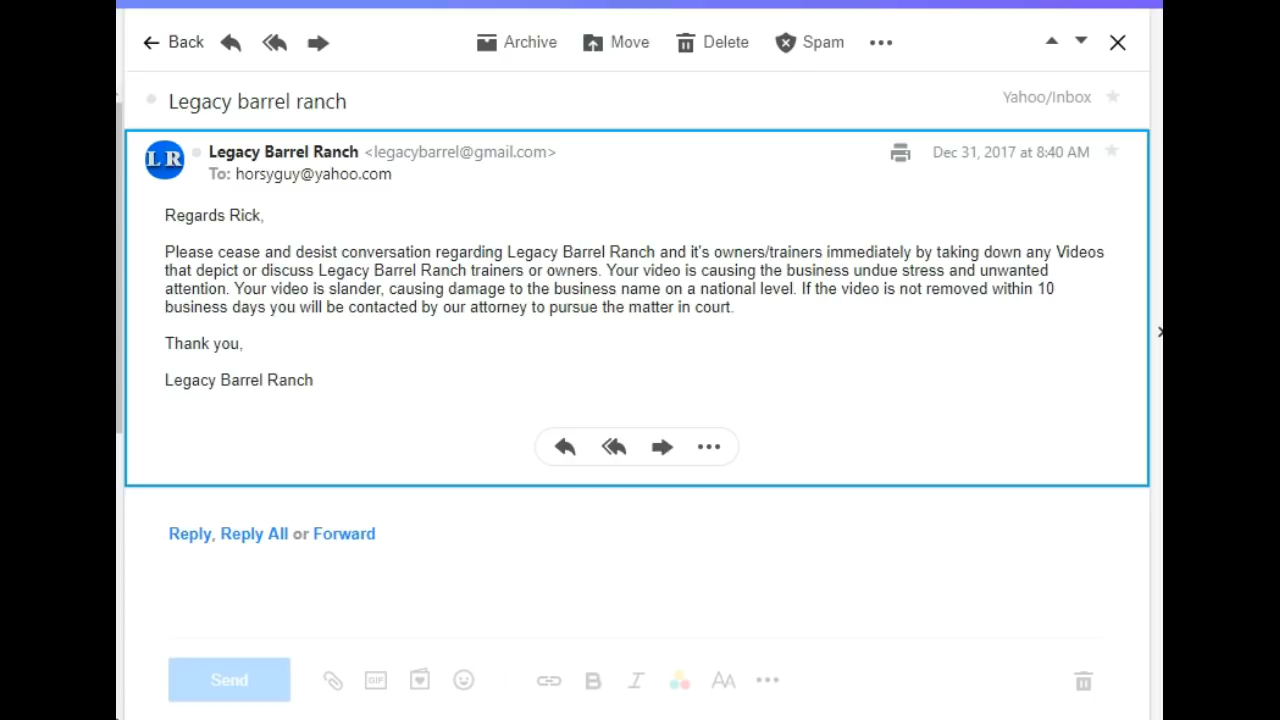 Back
Archive Move Delete Spam
Legacy barrel ranch
Yahoo/Inbox
L R
Legacy Barrel Ranch <legacybarrel@gmail.com>
Dec 31, 2017 at 8:40 AM
To: horsyguy@yahoo.com
Regards Rick,
Please cease and desist conversation regarding Legacy Barrel Ranch and it's owners/trainers immediately by taking down any Videos
that depict or discuss Legacy Barrel Ranch trainers or owners. Your video is causing the business undue stress and unwanted
attention. Your video is slander, causing damage to the business name on a national level. If the video is not removed within 10
business days you will be contacted by our attorney to pursue the matter in court.
Thank you,
Legacy Barrel Ranch
Reply, Reply All or Forward
Send
GIF
B I AA